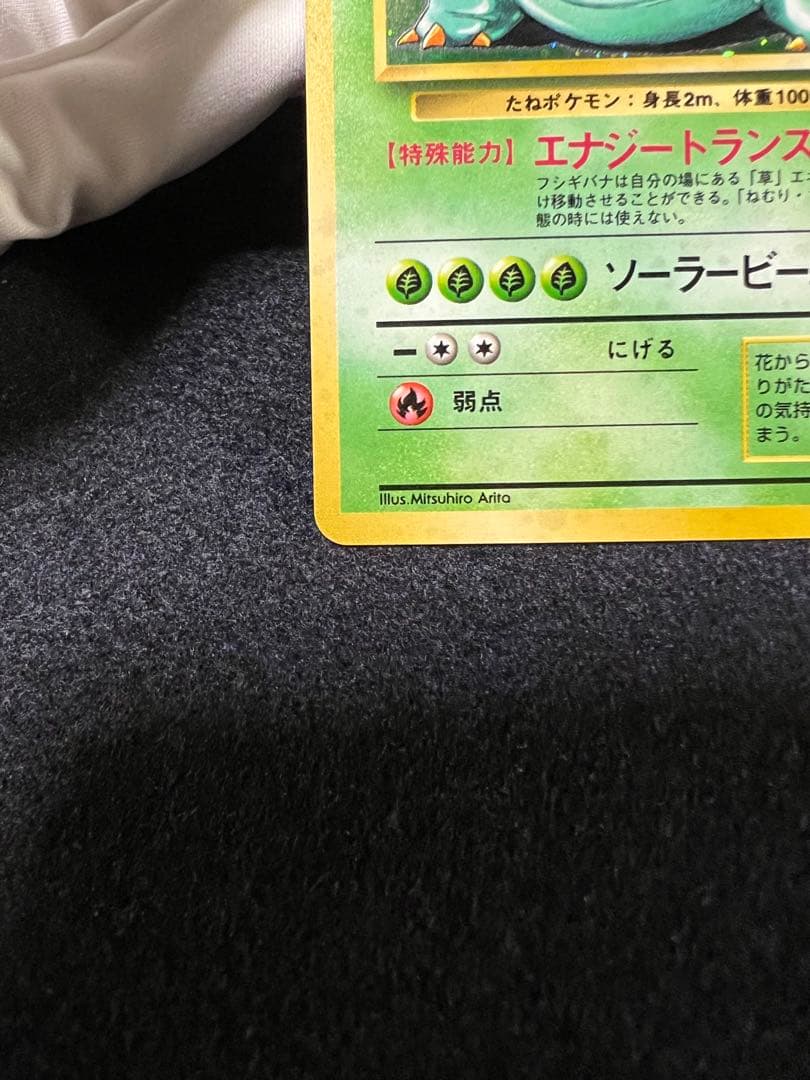 たねポケモン：身長2m、体重100
【特殊能力】 エナジートランス
フシギバナは自分の場にある「草」エネ
け移動させることができる。「ねむり・
態の時には使えない。
ソーラービー
にげる
弱点
花から
りがた
の気持
まう。
Illus.Mitsuhiro Arita